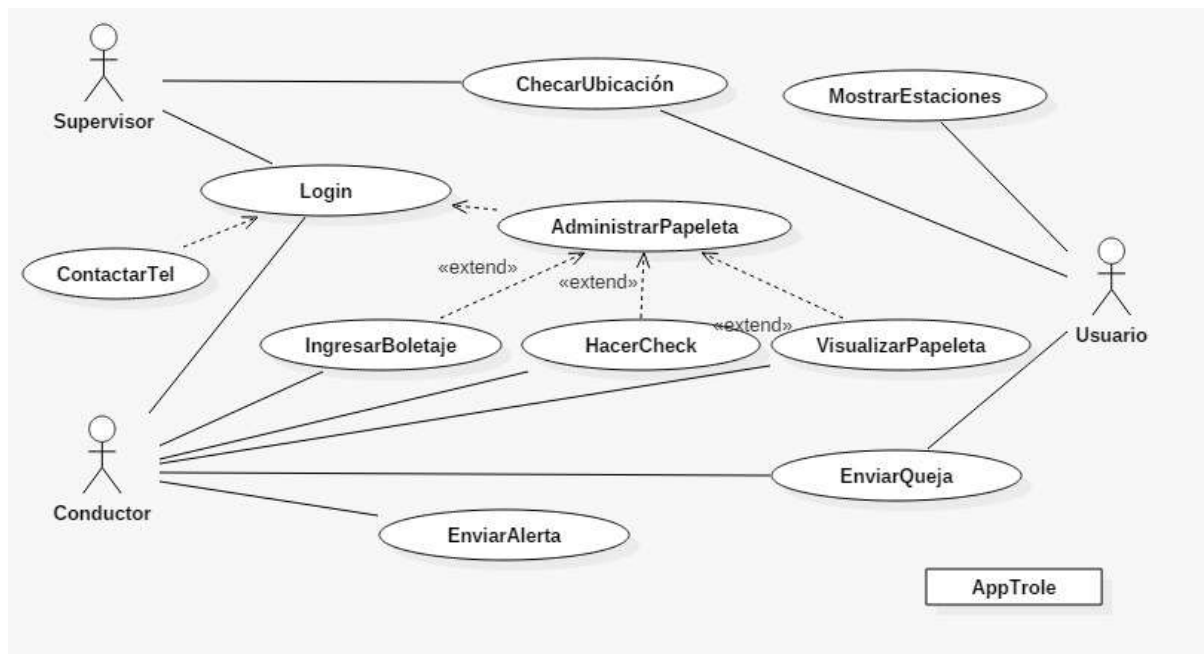 ChecarUbicación
MostrarEstaciones
Supervisor
Login
AdministrarPapeleta
ContactarTel
«extend»
«extend»
«extend»
IngresarBoletaje
HacerCheck
VisualizarPapeleta
Usuario
EnviarQueja
Conductor
EnviarAlerta
AppTrole